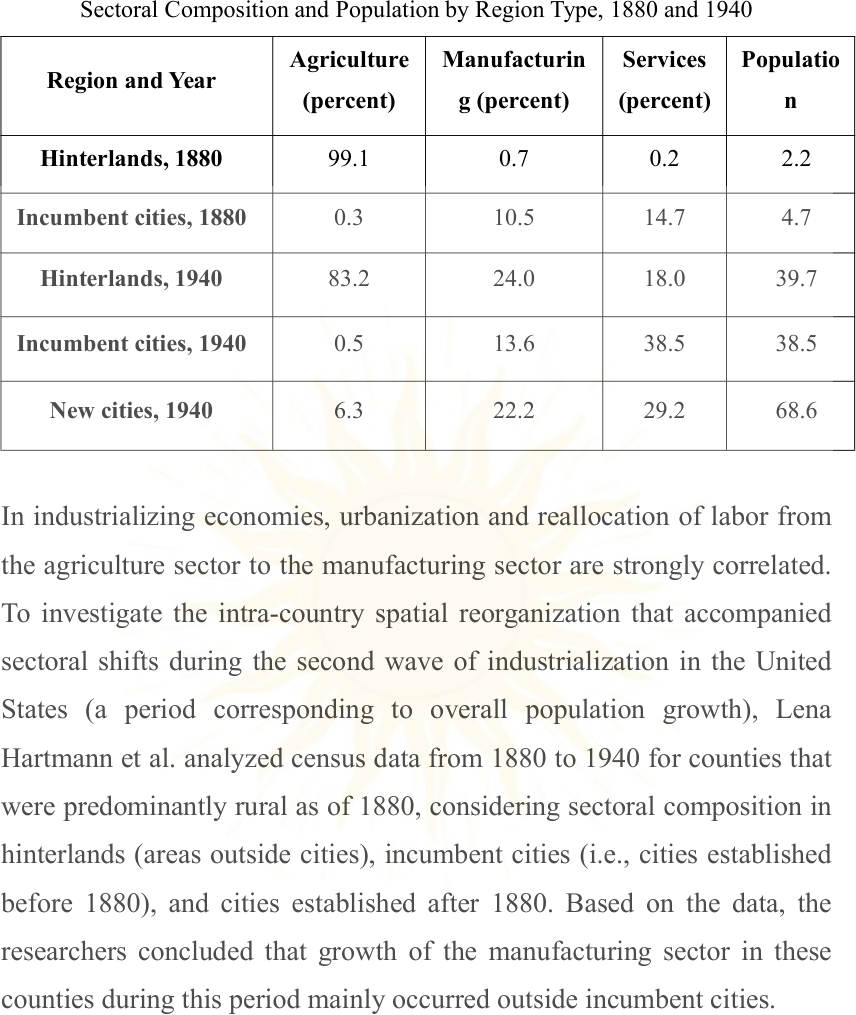 Sectoral Composition and Population by Region Type, 1880 and 1940
Region and Year Agriculture (percent) Manufacturin g (percent) Services (percent) Populatio n
Hinterlands, 1880 99.1 0.7 0.2 2.2
Incumbent cities, 1880 0.3 10.5 14.7 4.7
Hinterlands, 1940 83.2 24.0 18.0 39.7
Incumbent cities, 1940 0.5 13.6 38.5 38.5
New cities, 1940 6.3 22.2 29.2 68.6
In industrializing economies, urbanization and reallocation of labor from
the agriculture sector to the manufacturing sector are strongly correlated.
To investigate the intra-country spatial reorganization that accompanied
sectoral shifts during the second wave of industrialization in the United
States (a period corresponding to overall population growth), Lena
Hartmann et al. analyzed census data from 1880 to 1940 for counties that
were predominantly rural as of 1880, considering sectoral composition in
hinterlands (areas outside cities), incumbent cities (i.e., cities established
before 1880), and cities established after 1880. Based on the data, the
researchers concluded that growth of the manufacturing sector in these
counties during this period mainly occurred outside incumbent cities.